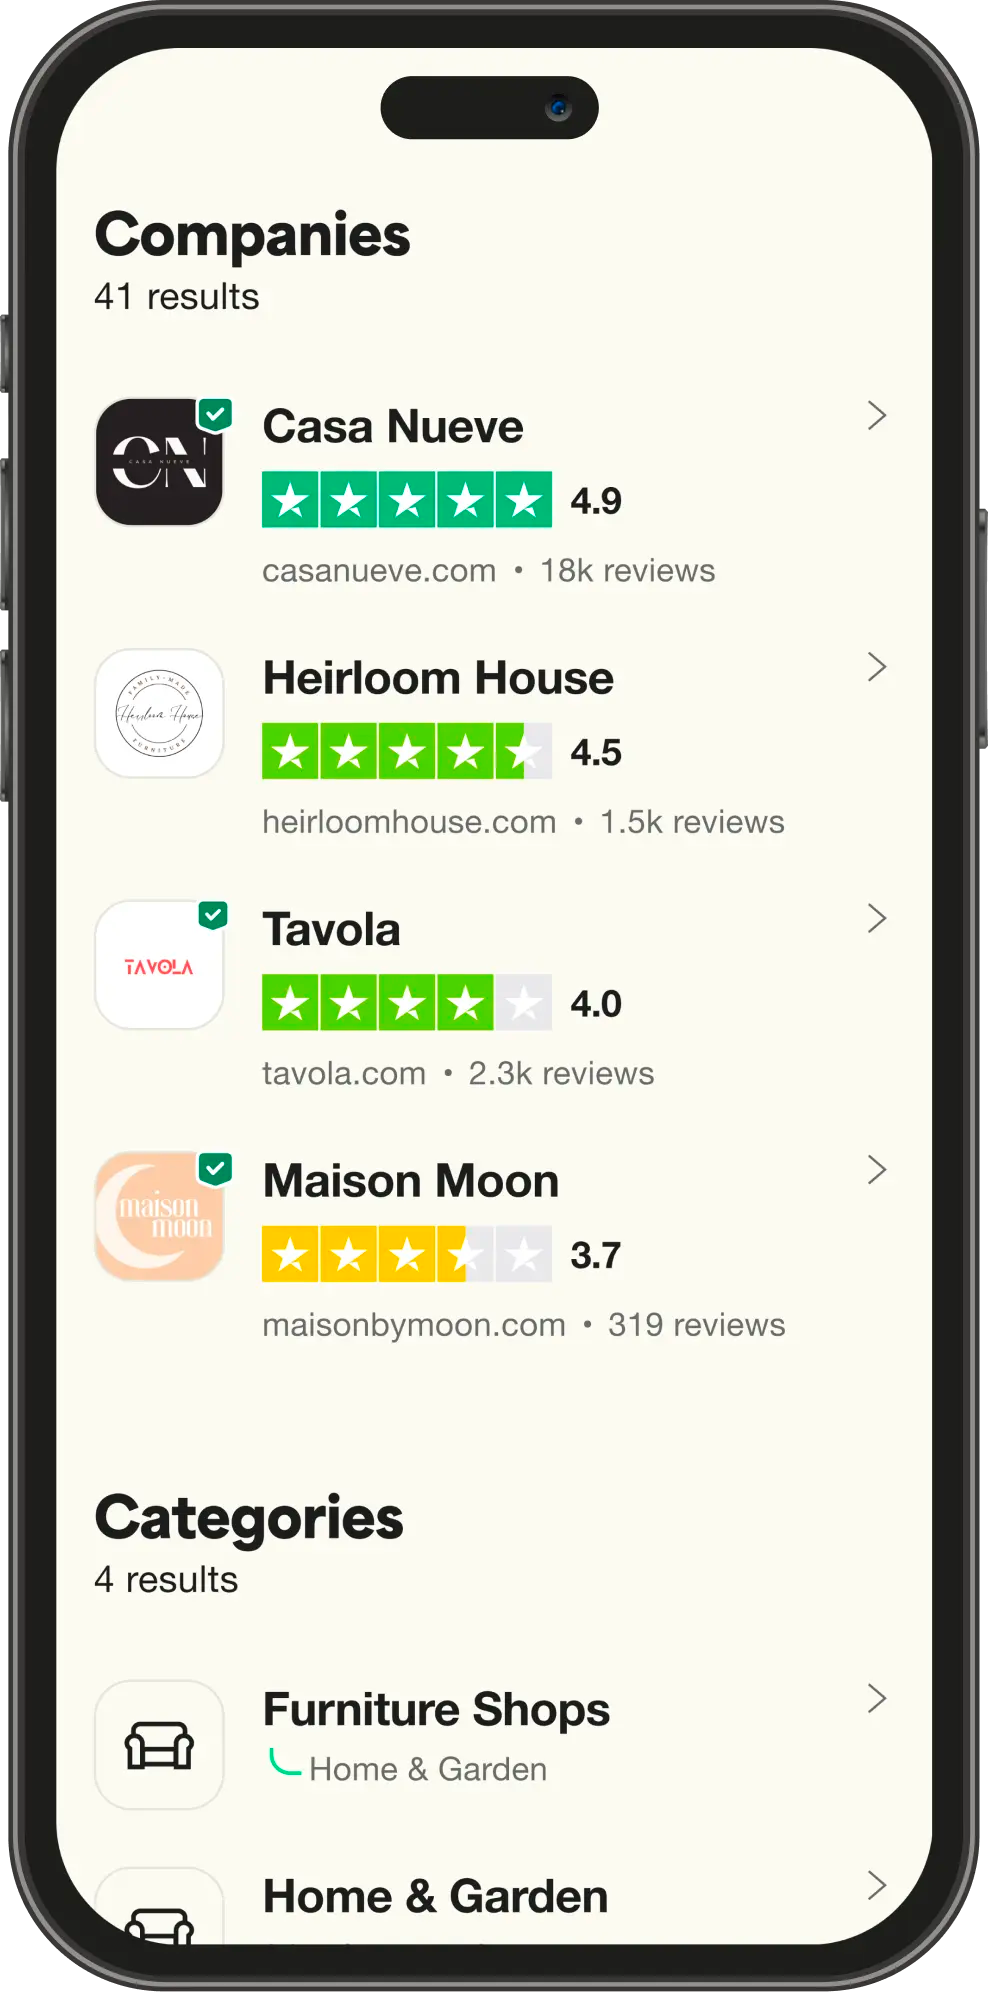 Companies
41 results
CN
CASA NUEVE
Casa Nueve
4.9
casanueve.com • 18k reviews
FAMILY-MADE
Heirloom House
FURNITURE
Heirloom House
4.5
heirloomhouse.com • 1.5k reviews
TAVOLA
Tavola
4.0
tavola.com • 2.3k reviews
maison
moon
Maison Moon
3.7
maisonbymoon.com • 319 reviews
Categories
4 results
Furniture Shops
Home & Garden
Home & Garden